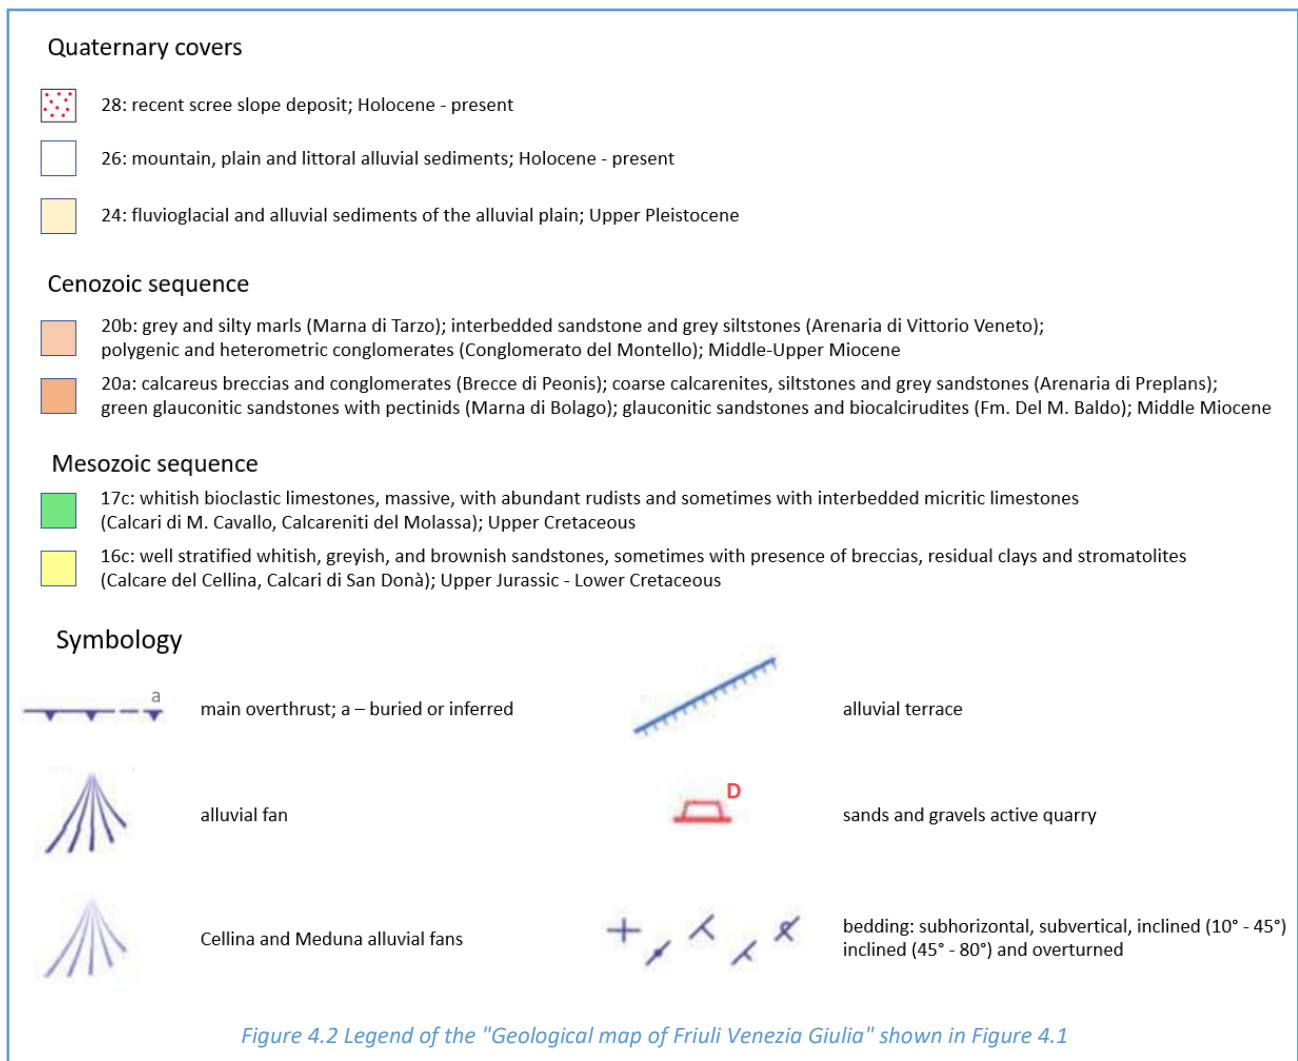 Quaternary covers
28: recent scree slope deposit; Holocene - present
26: mountain, plain and littoral alluvial sediments; Holocene - present
24: fluvioglacial and alluvial sediments of the alluvial plain; Upper Pleistocene
Cenozoic sequence
20b: grey and silty marls (Marna di Tarzo); interbedded sandstone and grey siltstones (Arenaria di Vittorio Veneto);
polygenic and heterometric conglomerates (Conglomerato del Montello); Middle-Upper Miocene
20a: calcareus breccias and conglomerates (Brecce di Peonis); coarse calcarenites, siltstones and grey sandstones (Arenaria di Preplans);
green glauconitic sandstones with pectinids (Marna di Bolago); glauconitic sandstones and biocalcirudites (Fm. Del M. Baldo); Middle Miocene
Mesozoic sequence
17c: whitish bioclastic limestones, massive, with abundant rudists and sometimes with interbedded micritic limestones
(Calcari di M. Cavallo, Calcareniti del Molassa); Upper Cretaceous
16c: well stratified whitish, greyish, and brownish sandstones, sometimes with presence of breccias, residual clays and stromatolites
(Calcare del Cellina, Calcari di San Donà); Upper Jurassic - Lower Cretaceous
Symbology
a
main overthrust; a – buried or inferred
alluvial terrace
alluvial fan
D
sands and gravels active quarry
Cellina and Meduna alluvial fans
bedding: subhorizontal, subvertical, inclined (10° - 45°)
inclined (45° - 80°) and overturned
Figure 4.2 Legend of the "Geological map of Friuli Venezia Giulia" shown in Figure 4.1